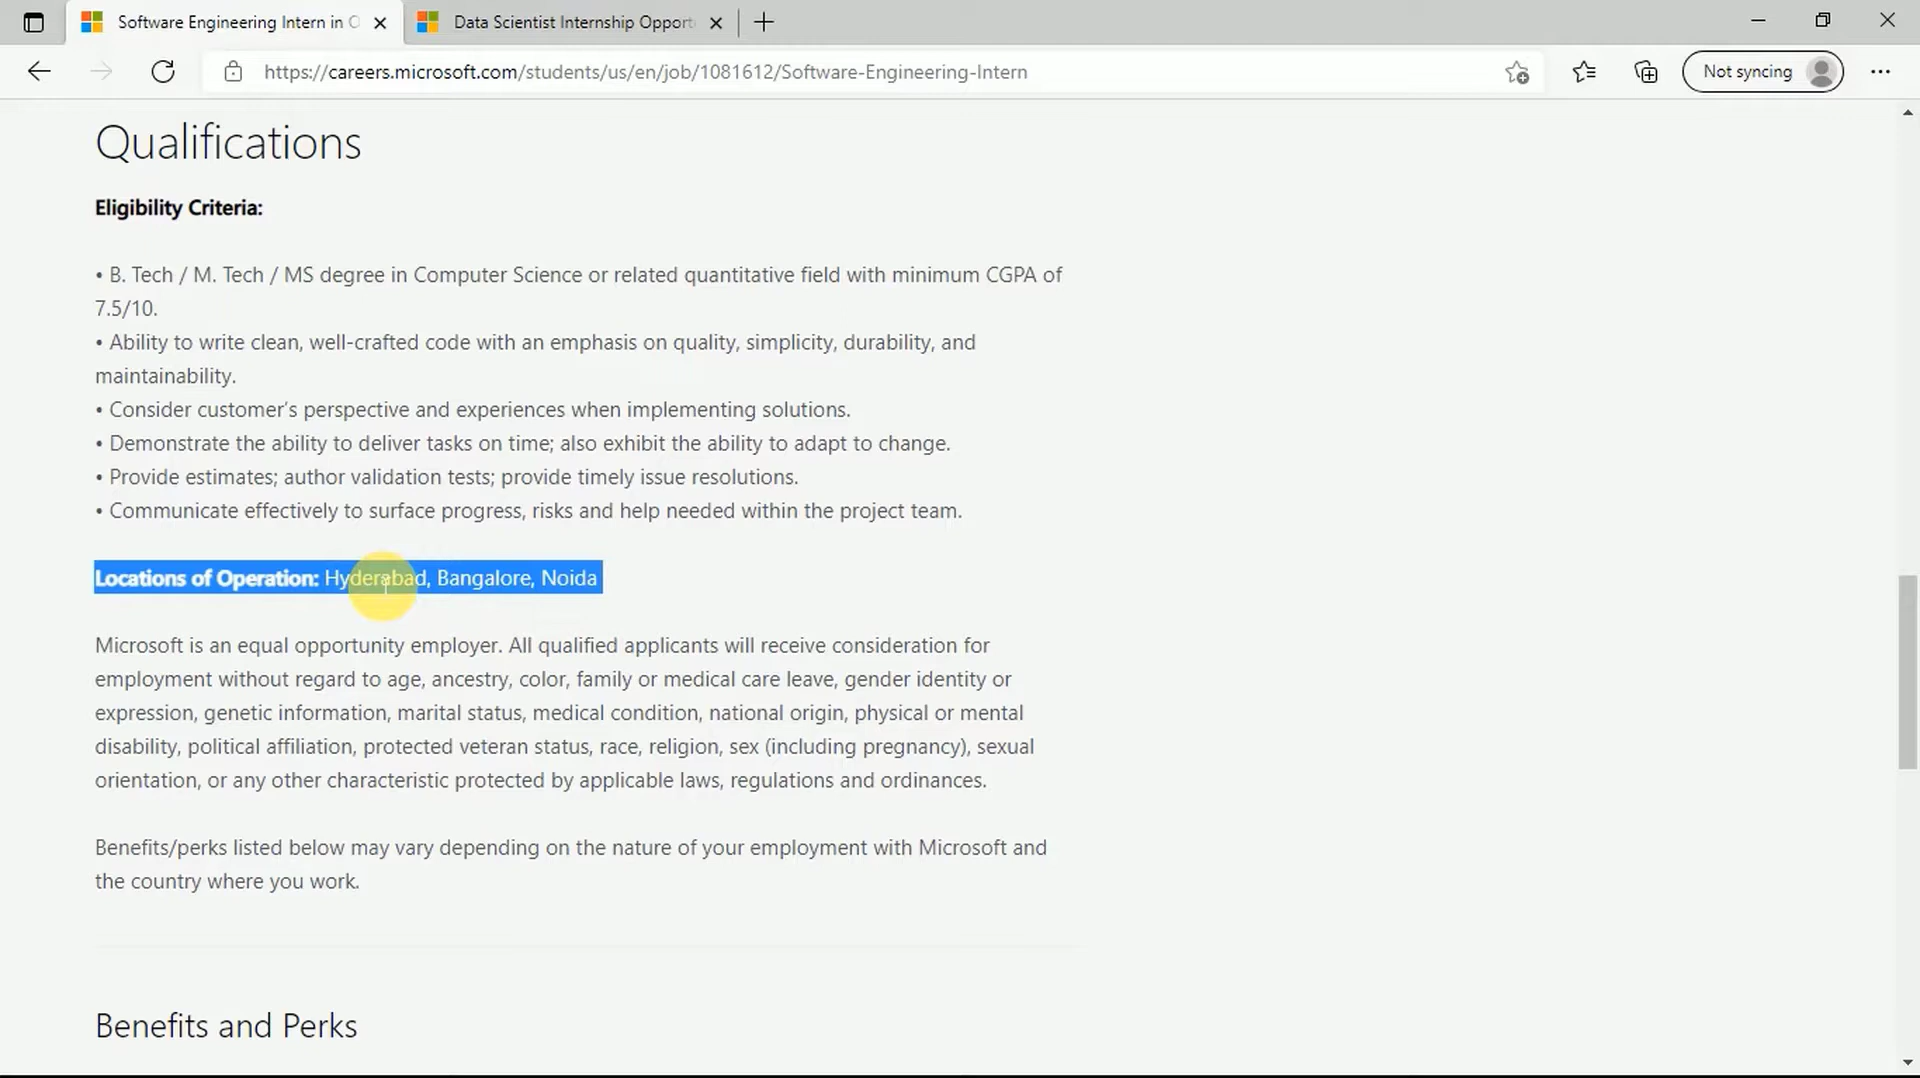 Software Engineering Intern in
Data Scientist Internship Opport
https://careers.microsoft.com/students/us/en/job/1081612/Software-Engineering-Intern
Not syncing
Qualifications
Eligibility Criteria:
• B. Tech / M. Tech / MS degree in Computer Science or related quantitative field with minimum CGPA of
7.5/10.
• Ability to write clean, well-crafted code with an emphasis on quality, simplicity, durability, and
maintainability.
• Consider customer's perspective and experiences when implementing solutions.
• Demonstrate the ability to deliver tasks on time; also exhibit the ability to adapt to change.
• Provide estimates; author validation tests; provide timely issue resolutions.
• Communicate effectively to surface progress, risks and help needed within the project team.
Locations of Operation: Hyderabad, Bangalore, Noida
Microsoft is an equal opportunity employer. All qualified applicants will receive consideration for
employment without regard to age, ancestry, color, family or medical care leave, gender identity or
expression, genetic information, marital status, medical condition, national origin, physical or mental
disability, political affiliation, protected veteran status, race, religion, sex (including pregnancy), sexual
orientation, or any other characteristic protected by applicable laws, regulations and ordinances.
Benefits/perks listed below may vary depending on the nature of your employment with Microsoft and
the country where you work.
Benefits and Perks